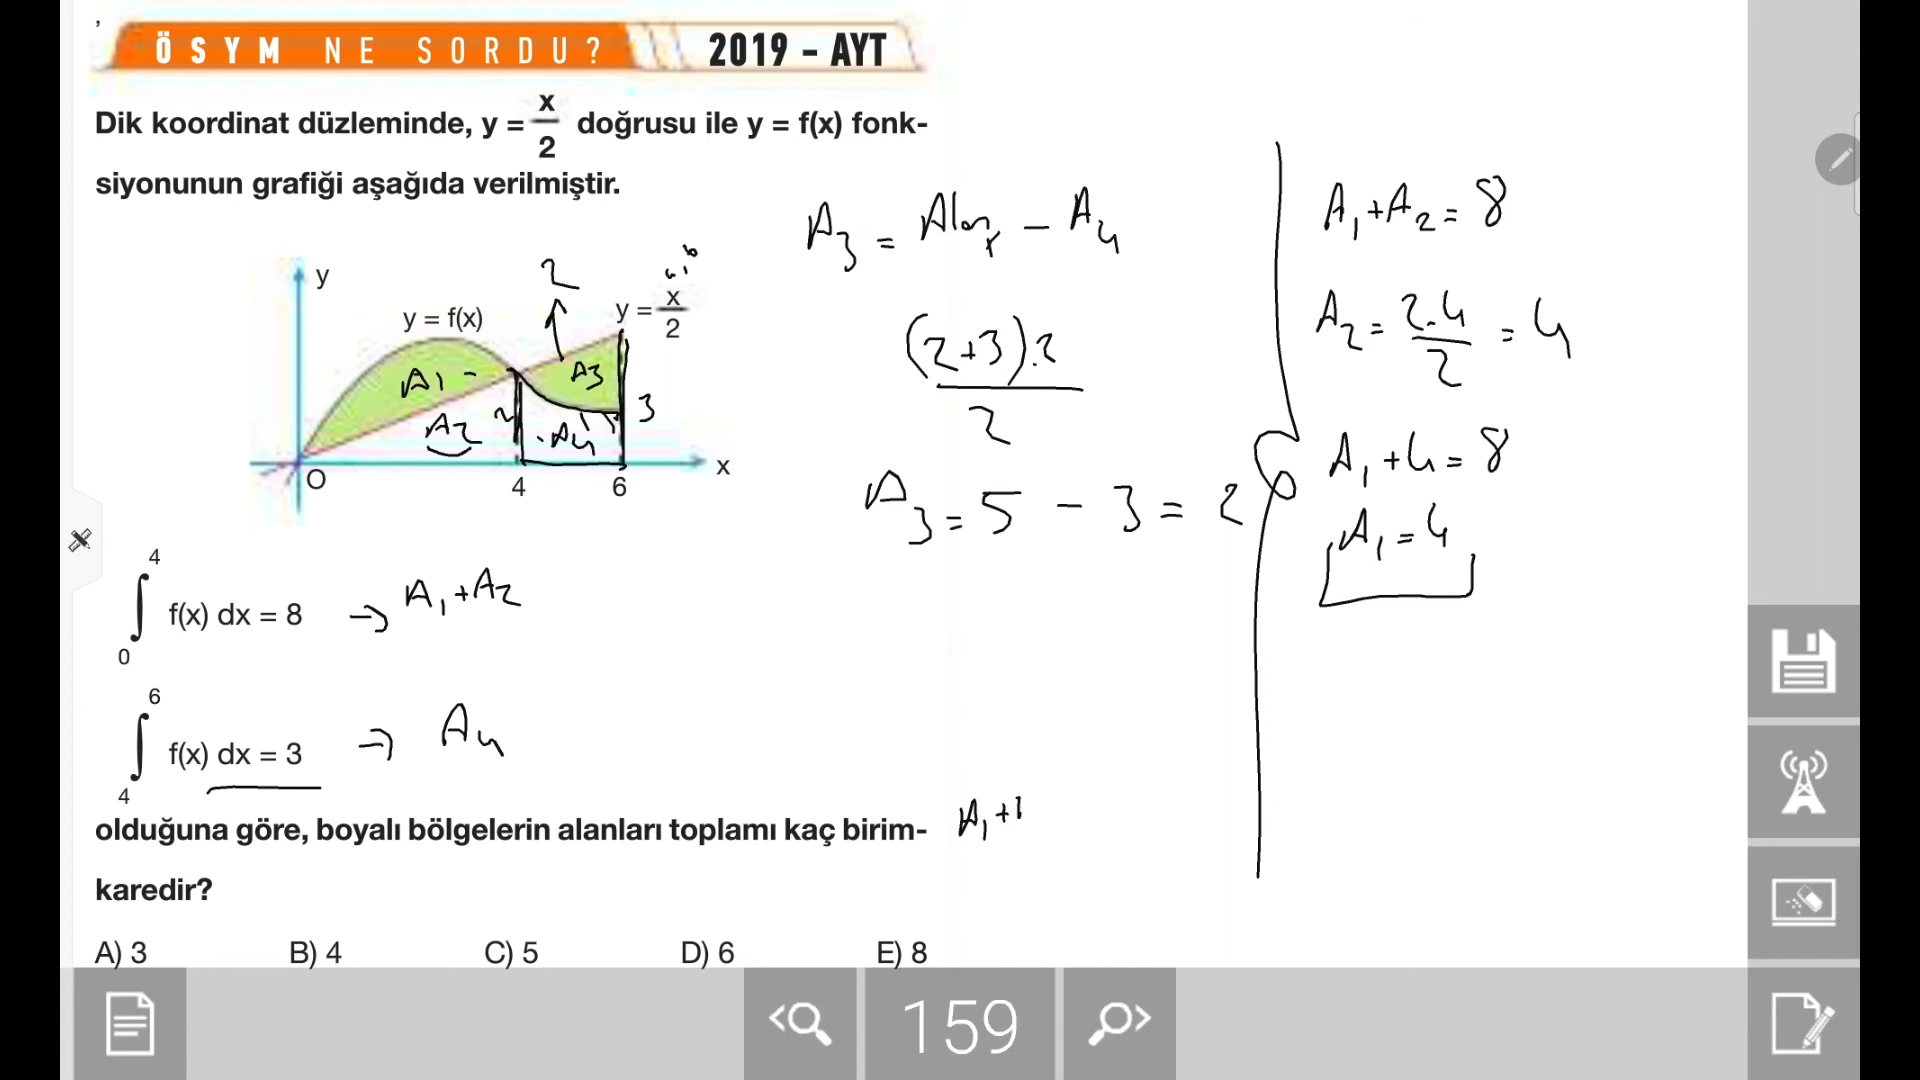 ÖSYM NE SORDU? 2019 - AYT
Dik koordinat düzleminde, y = x/2 doğrusu ile y = f(x) fonk-
siyonunun grafiği aşağıda verilmiştir.
y
y = f(x)
2
y = x/2
A1
A3
A2
2
A4
3
O
4
6
x
∫₀⁴ f(x) dx = 8 → A1 + A2
∫₄⁶ f(x) dx = 3 → A4
olduğuna göre, boyalı bölgelerin alanları toplamı kaç birim-
karedir?
A) 3 B) 4 C) 5 D) 6 E) 8
A3 = Alan - A4
(2+3).2
2
A3 = 5 - 3 = 2
A1 +
A1 + A2 = 8
A2 = 2.4/2 = 4
A1 + 4 = 8
A1 = 4
159